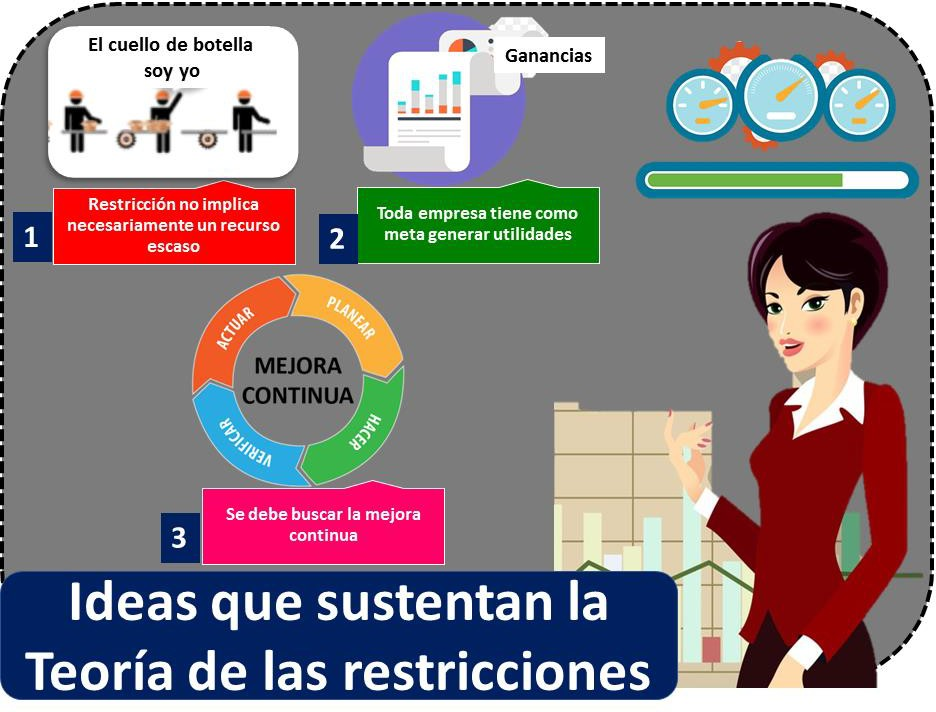 El cuello de botella
soy yo
Ganancias
1
Restricción no implica
necesariamente un recurso
escaso
2
Toda empresa tiene como
meta generar utilidades
ACTUAR
PLANEAR
MEJORA
CONTINUA
VERIFICAR
HACER
3
Se debe buscar la mejora
continua
Ideas que sustentan la
Teoría de las restricciones